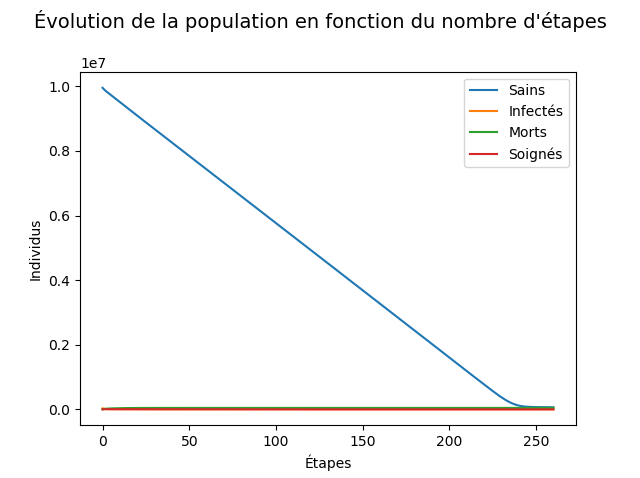 Évolution de la population en fonction du nombre d'étapes
1e7
1.0
0.8
0.6
0.4
0.2
0.0
Individus
Sains
Infectés
Morts
Soignés
0
50
100
150
200
250
Étapes